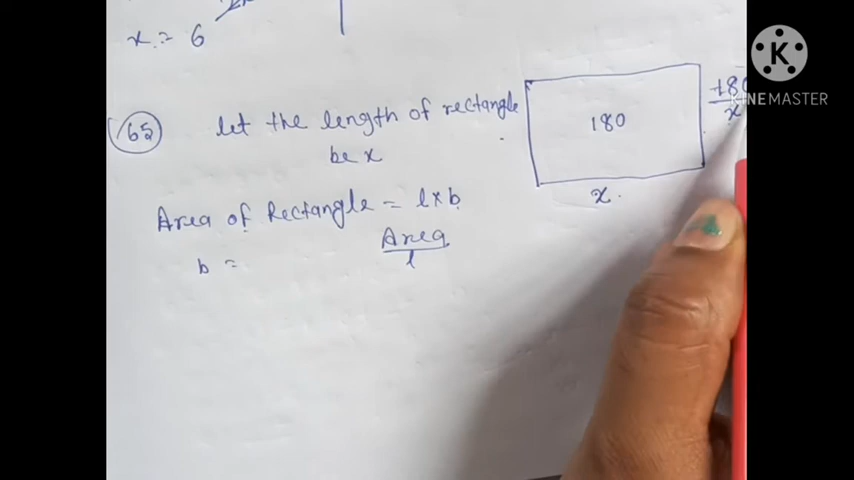 x = 6
65 let the length of rectangle
be x
180
180
x
x.
Area of Rectangle = l x b
b = Area
l
K
KINEMASTER